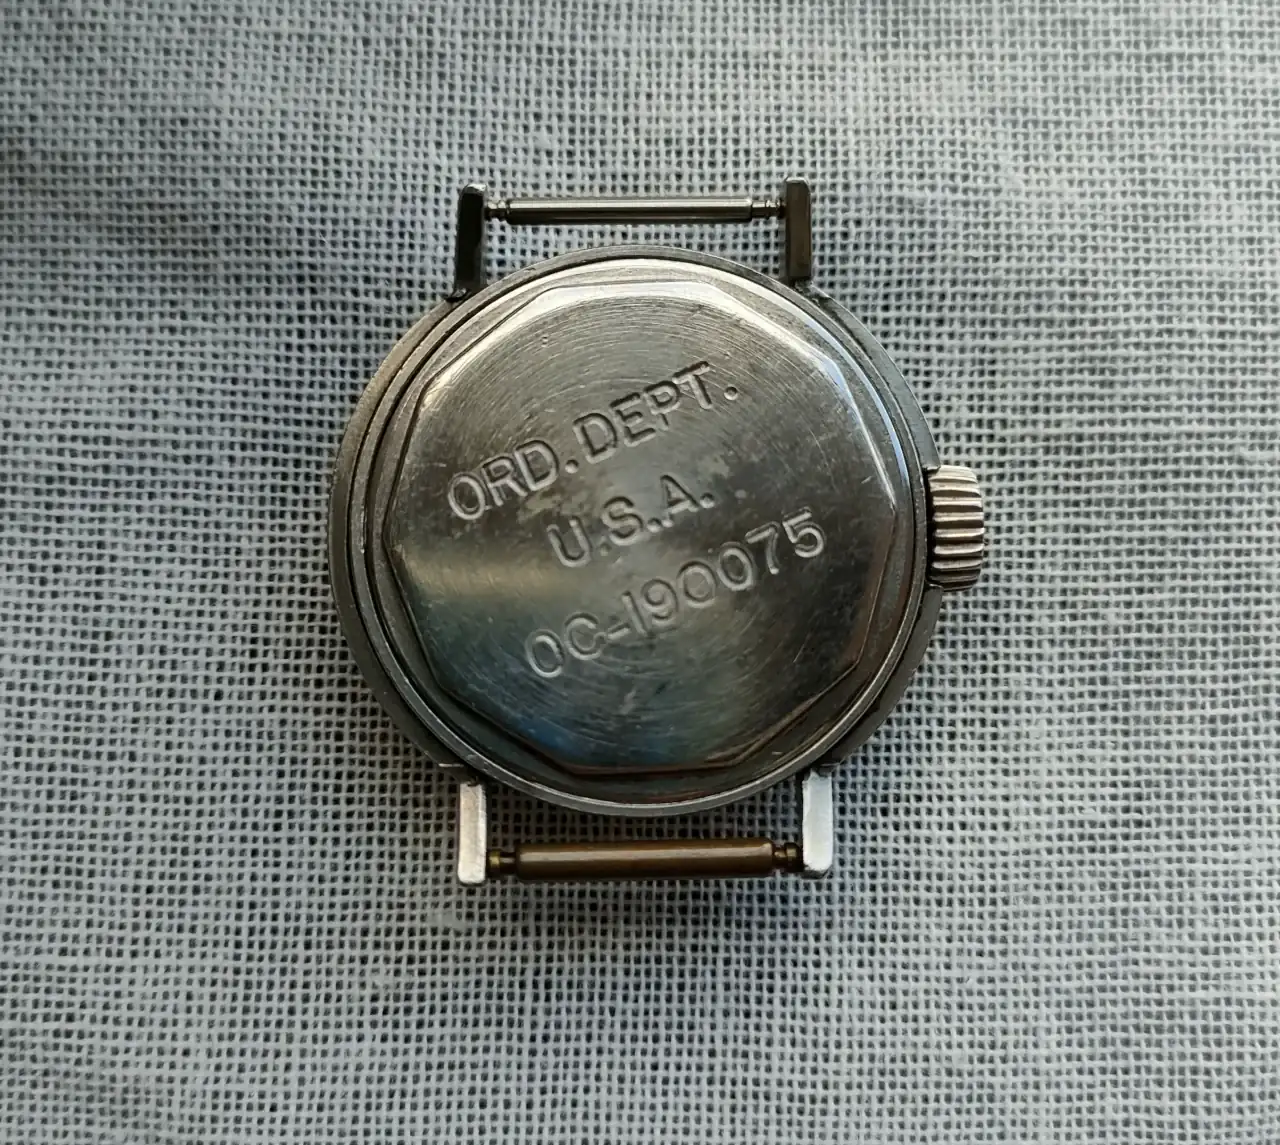 ORD. DEPT.
U.S.A.
OC-190075